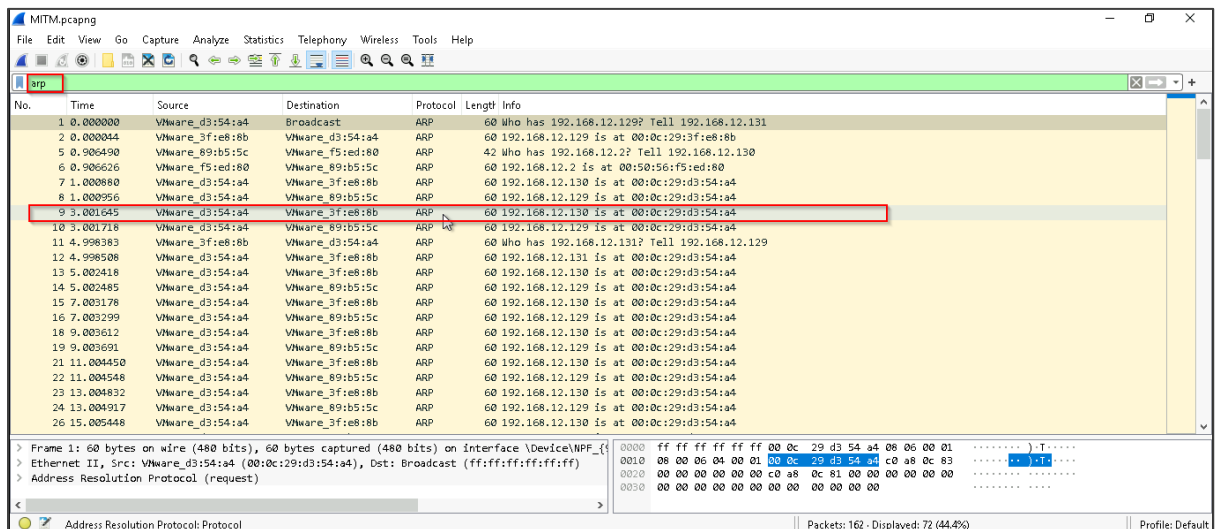 MITM.pcapng
File Edit View Go Capture Analyze Statistics Telephony Wireless Tools Help
arp
No. Time Source Destination Protocol Length Info
1 0.000000 VMware_d3:54:a4 Broadcast ARP 60 Who has 192.168.12.129? Tell 192.168.12.131
2 0.000044 VMware_3f:e8:8b VMware_d3:54:a4 ARP 60 192.168.12.129 is at 00:0c:29:3f:e8:8b
5 0.906490 VMware_89:b5:5c VMware_f5:ed:80 ARP 42 Who has 192.168.12.2? Tell 192.168.12.130
6 0.906626 VMware_f5:ed:80 VMware_89:b5:5c ARP 60 192.168.12.2 is at 00:50:56:f5:ed:80
7 1.000880 VMware_d3:54:a4 VMware_3f:e8:8b ARP 60 192.168.12.130 is at 00:0c:29:d3:54:a4
8 1.000956 VMware_d3:54:a4 VMware_89:b5:5c ARP 60 192.168.12.129 is at 00:0c:29:d3:54:a4
9 3.001645 VMware_d3:54:a4 VMware_3f:e8:8b ARP 60 192.168.12.130 is at 00:0c:29:d3:54:a4
10 3.001718 VMware_d3:54:a4 VMware_89:b5:5c ARP 60 192.168.12.129 is at 00:0c:29:d3:54:a4
11 4.998383 VMware_3f:e8:8b VMware_d3:54:a4 ARP 60 Who has 192.168.12.131? Tell 192.168.12.129
12 4.998508 VMware_d3:54:a4 VMware_3f:e8:8b ARP 60 192.168.12.131 is at 00:0c:29:d3:54:a4
13 5.002418 VMware_d3:54:a4 VMware_3f:e8:8b ARP 60 192.168.12.130 is at 00:0c:29:d3:54:a4
14 5.002485 VMware_d3:54:a4 VMware_89:b5:5c ARP 60 192.168.12.129 is at 00:0c:29:d3:54:a4
15 7.003178 VMware_d3:54:a4 VMware_3f:e8:8b ARP 60 192.168.12.130 is at 00:0c:29:d3:54:a4
16 7.003299 VMware_d3:54:a4 VMware_89:b5:5c ARP 60 192.168.12.129 is at 00:0c:29:d3:54:a4
18 9.003612 VMware_d3:54:a4 VMware_3f:e8:8b ARP 60 192.168.12.130 is at 00:0c:29:d3:54:a4
19 9.003691 VMware_d3:54:a4 VMware_89:b5:5c ARP 60 192.168.12.129 is at 00:0c:29:d3:54:a4
21 11.004450 VMware_d3:54:a4 VMware_3f:e8:8b ARP 60 192.168.12.130 is at 00:0c:29:d3:54:a4
22 11.004548 VMware_d3:54:a4 VMware_89:b5:5c ARP 60 192.168.12.129 is at 00:0c:29:d3:54:a4
23 13.004832 VMware_d3:54:a4 VMware_3f:e8:8b ARP 60 192.168.12.130 is at 00:0c:29:d3:54:a4
24 13.004917 VMware_d3:54:a4 VMware_89:b5:5c ARP 60 192.168.12.129 is at 00:0c:29:d3:54:a4
26 15.005448 VMware_d3:54:a4 VMware_3f:e8:8b ARP 60 192.168.12.130 is at 00:0c:29:d3:54:a4
> Frame 1: 60 bytes on wire (480 bits), 60 bytes captured (480 bits) on interface \Device\NPF_{
> Ethernet II, Src: VMware_d3:54:a4 (00:0c:29:d3:54:a4), Dst: Broadcast (ff:ff:ff:ff:ff:ff)
> Address Resolution Protocol (request)
0000 ff ff ff ff ff ff 00 0c 29 d3 54 a4 08 06 00 01 ········ )·T·····
0010 08 00 06 04 00 01 00 0c 29 d3 54 a4 c0 a8 0c 83 ········ )·T·····
0020 00 00 00 00 00 00 c0 a8 0c 81 00 00 00 00 00 00 ········ ········
0030 00 00 00 00 00 00 00 00 00 00 00 00 ········ ····
Address Resolution Protocol: Protocol
Packets: 162 · Displayed: 72 (44.4%)
Profile: Default